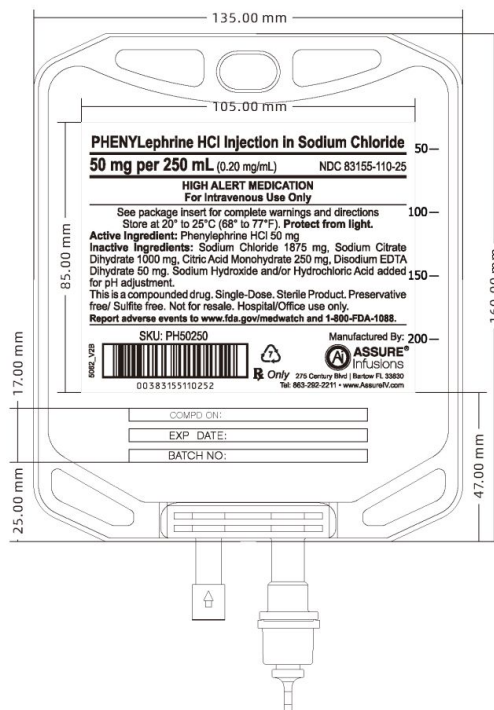 135.00 mm
105.00 mm
PHENYLephrine HCl Injection in Sodium Chloride
50 mg per 250 mL (0.20 mg/mL) NDC 83155-110-25
HIGH ALERT MEDICATION
For Intravenous Use Only
See package insert for complete warnings and directions
Store at 20° to 25°C (68° to 77°F). Protect from light.
Active Ingredient: Phenylephrine HCl 50 mg
Inactive Ingredients: Sodium Chloride 1875 mg, Sodium Citrate
Dihydrate 1000 mg, Citric Acid Monohydrate 250 mg, Disodium EDTA
Dihydrate 50 mg. Sodium Hydroxide and/or Hydrochloric Acid added
for pH adjustment.
This is a compounded drug. Single-Dose. Sterile Product. Preservative
free/ Sulfite free. Not for resale. Hospital/Office use only.
Report adverse events to www.fda.gov/medwatch and 1-800-FDA-1088.
SKU: PH50250
5062_V2B
00383155110252
7
Rx Only
Manufactured By:
Ai ASSURE®
Infusions
275 Century Blvd | Bartow Fl. 33830
Tel: 863-292-2211 • www.AssureIV.com
50
100
150
200
COMPD ON:
EXP DATE:
BATCH NO:
85.00 mm
17.00 mm
25.00 mm
47.00 mm
160.00 mm